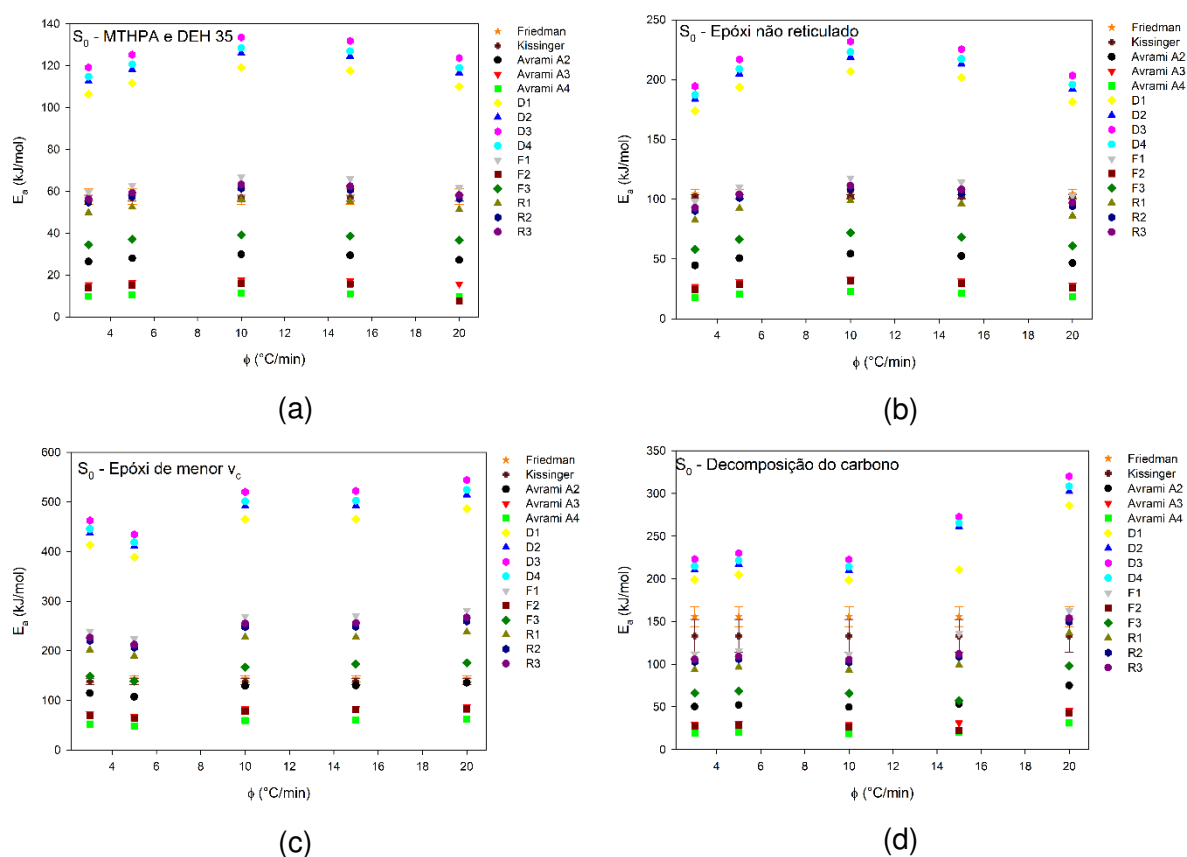 S₀ - MTHPA e DEH 35
140
120
100
80
60
40
20
0
Eₐ (kJ/mol)
4 6 8 10 12 14 16 18 20
ϕ (°C/min)
Friedman
Kissinger
Avrami A2
Avrami A3
Avrami A4
D1
D2
D3
D4
F1
F2
F3
R1
R2
R3
(a)
S₀ - Epóxi não reticulado
250
200
150
100
50
0
Eₐ (kJ/mol)
4 6 8 10 12 14 16 18 20
ϕ (°C/min)
Friedman
Kissinger
Avrami A2
Avrami A3
Avrami A4
D1
D2
D3
D4
F1
F2
F3
R1
R2
R3
(b)
S₀ - Epóxi de menor v꜀
600
500
400
300
200
100
0
Eₐ (kJ/mol)
4 6 8 10 12 14 16 18 20
ϕ (°C/min)
Friedman
Kissinger
Avrami A2
Avrami A3
Avrami A4
D1
D2
D3
D4
F1
F2
F3
R1
R2
R3
(c)
S₀ - Decomposição do carbono
350
300
250
200
150
100
50
0
Eₐ (kJ/mol)
4 6 8 10 12 14 16 18 20
ϕ (°C/min)
Friedman
Kissinger
Avrami A2
Avrami A3
Avrami A4
D1
D2
D3
D4
F1
F2
F3
R1
R2
R3
(d)